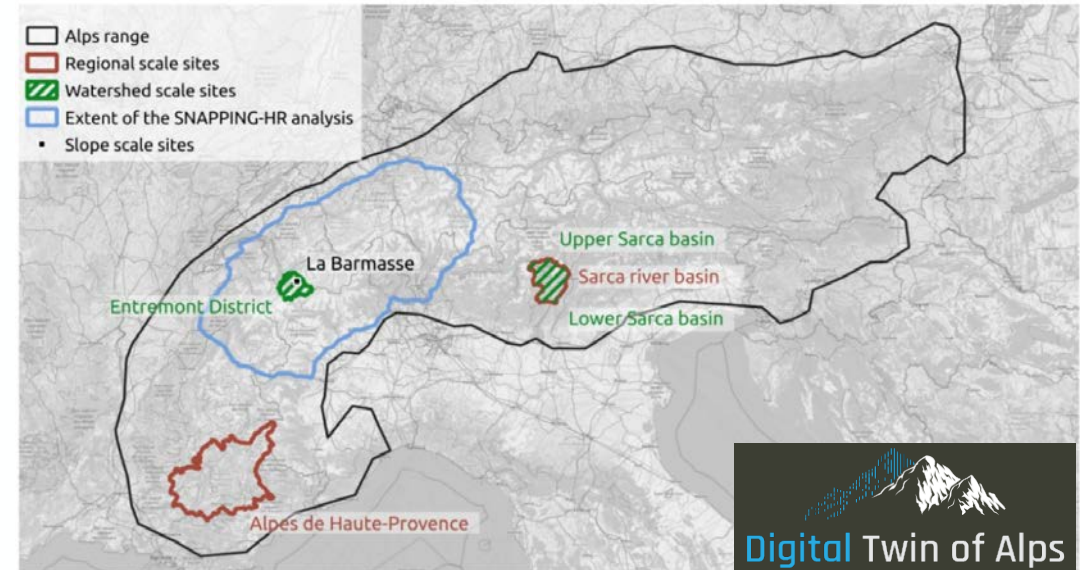 Alps range
Regional scale sites
Watershed scale sites
Extent of the SNAPPING-HR analysis
Slope scale sites
Upper Sarca basin
La Barmasse
Sarca river basin
Entremont District
Lower Sarca basin
Alpes de Haute-Provence
Digital Twin of Alps